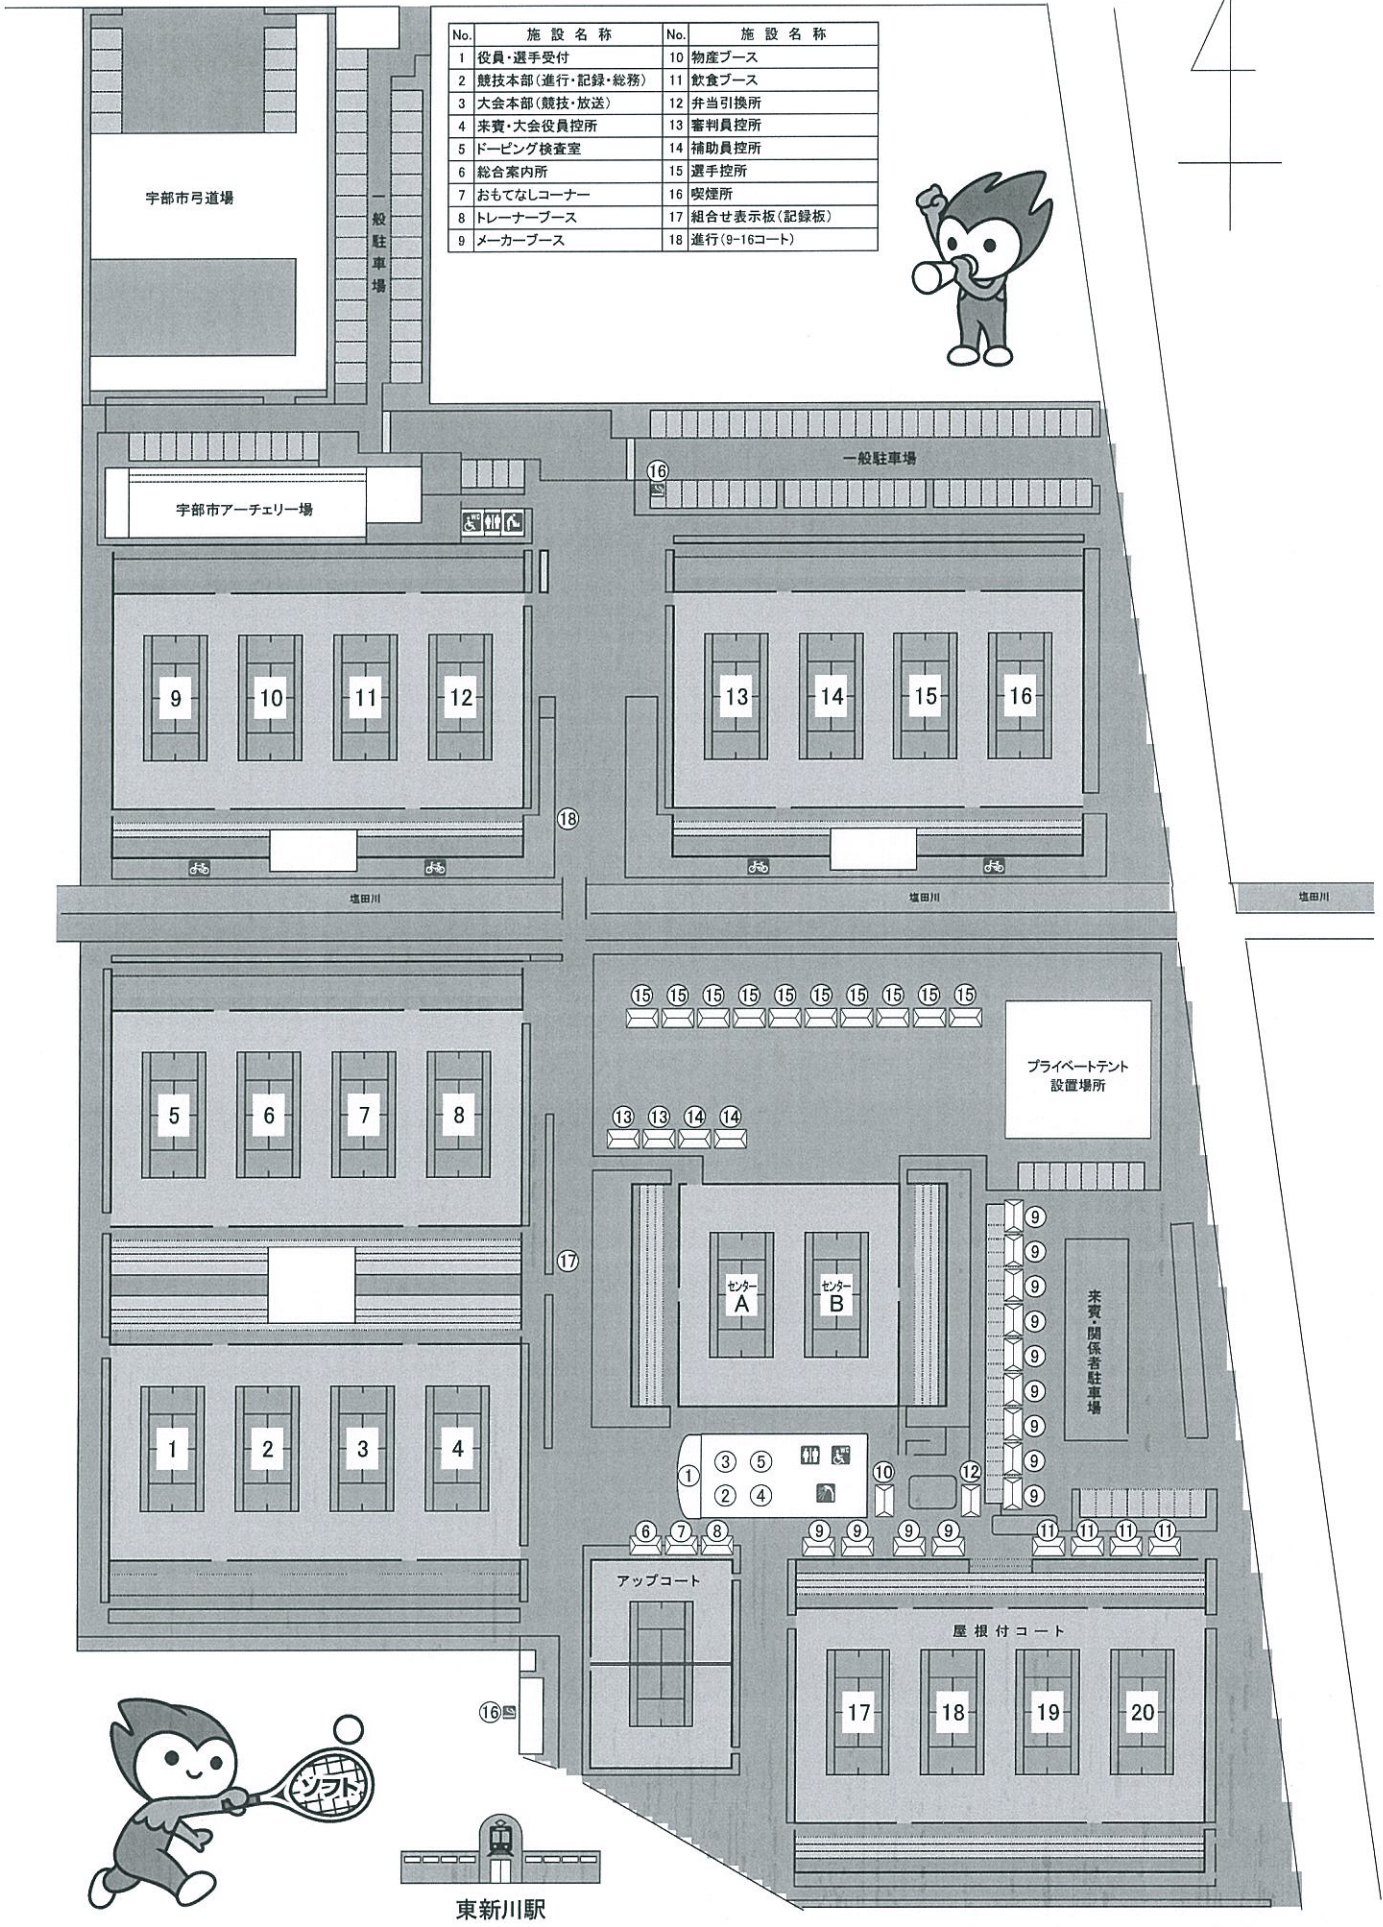 No. 施設名称 No. 施設名称
1 役員・選手受付 10 物産ブース
2 競技本部(進行・記録・総務) 11 飲食ブース
3 大会本部(競技・放送) 12 弁当引換所
4 来賓・大会役員控所 13 審判員控所
5 ドーピング検査室 14 補助員控所
6 総合案内所 15 選手控所
7 おもてなしコーナー 16 喫煙所
8 トレーナーブース 17 組合せ表示板(記録板)
9 メーカーブース 18 進行(9-16コート)
宇部市弓道場
一般駐車場
一般駐車場
⑯
宇部市アーチェリー場
WC
9 10 11 12 13 14 15 16
⑱
塩田川 塩田川 塩田川
⑮ ⑮ ⑮ ⑮ ⑮ ⑮ ⑮ ⑮ ⑮ ⑮
プライベートテント
設置場所
5 6 7 8
⑬ ⑬ ⑭ ⑭
⑰
センター
A
センター
B
⑨
⑨
⑨
⑨
⑨
⑨
⑨
⑨
⑨
来賓・関係者駐車場
1 2 3 4
① ③ ⑤ WC
② ④
⑩ ⑫
⑥ ⑦ ⑧ ⑨ ⑨ ⑨ ⑨ ⑪ ⑪ ⑪ ⑪
アップコート
屋根付コート
17 18 19 20
⑯
ソフト
東新川駅